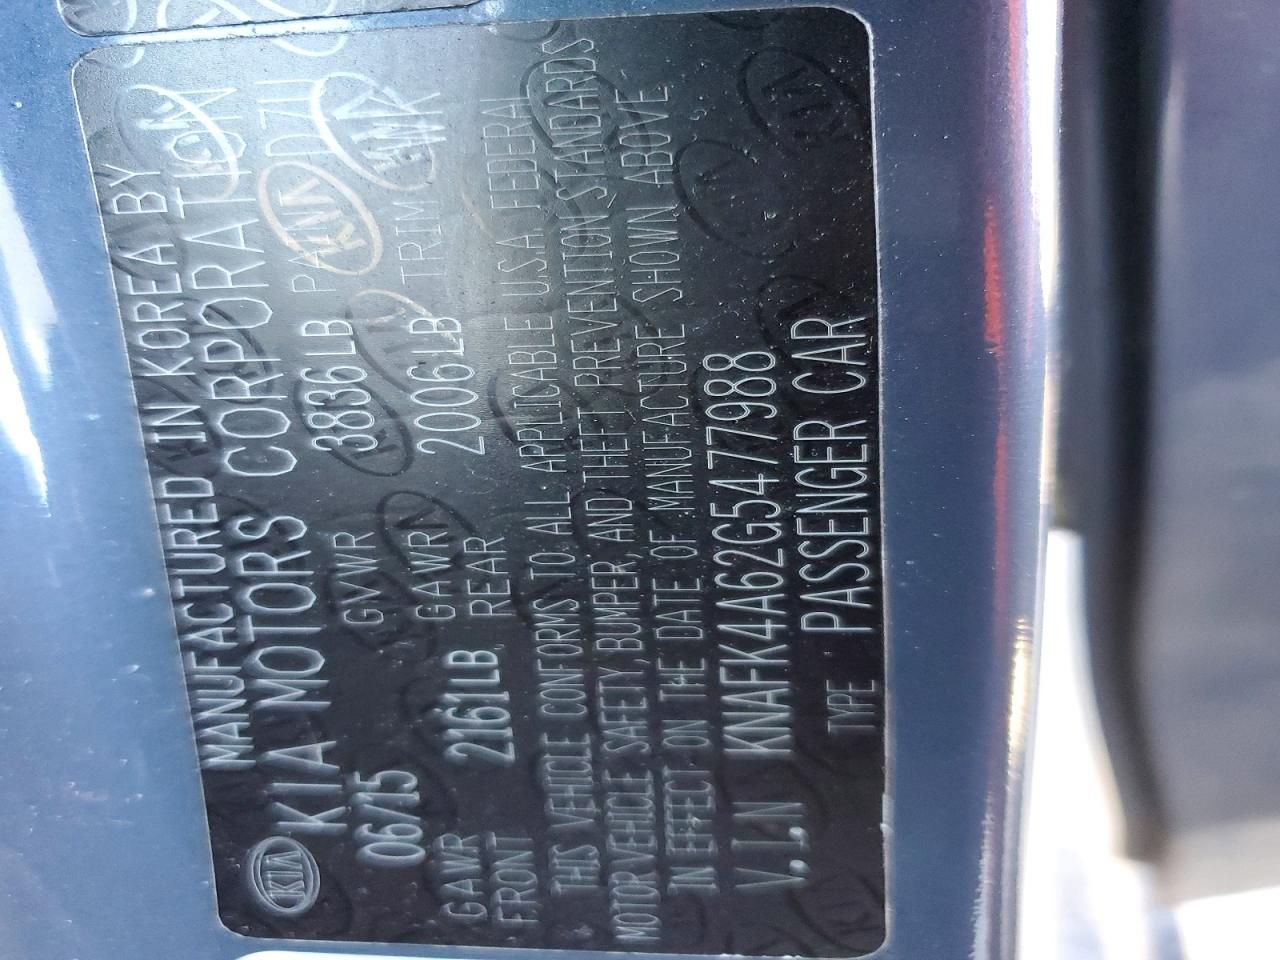 MANUFACTURED IN KOREA BY
KIA KIA MOTORS CORPORATION
06/15 GVWR 3836LB
GAWR FRONT 2161LB GAWR REAR 2006LB TRIM WK
THIS VEHICLE CONFORMS TO ALL APPLICABLE U.S.A. FEDERAL
MOTOR VEHICLE SAFETY, BUMPER, AND THEFT PREVENTION STANDARDS
IN EFFECT ON THE DATE OF MANUFACTURE SHOWN ABOVE
V.I.N KNAFK4A62G5477988
TYPE PASSENGER CAR